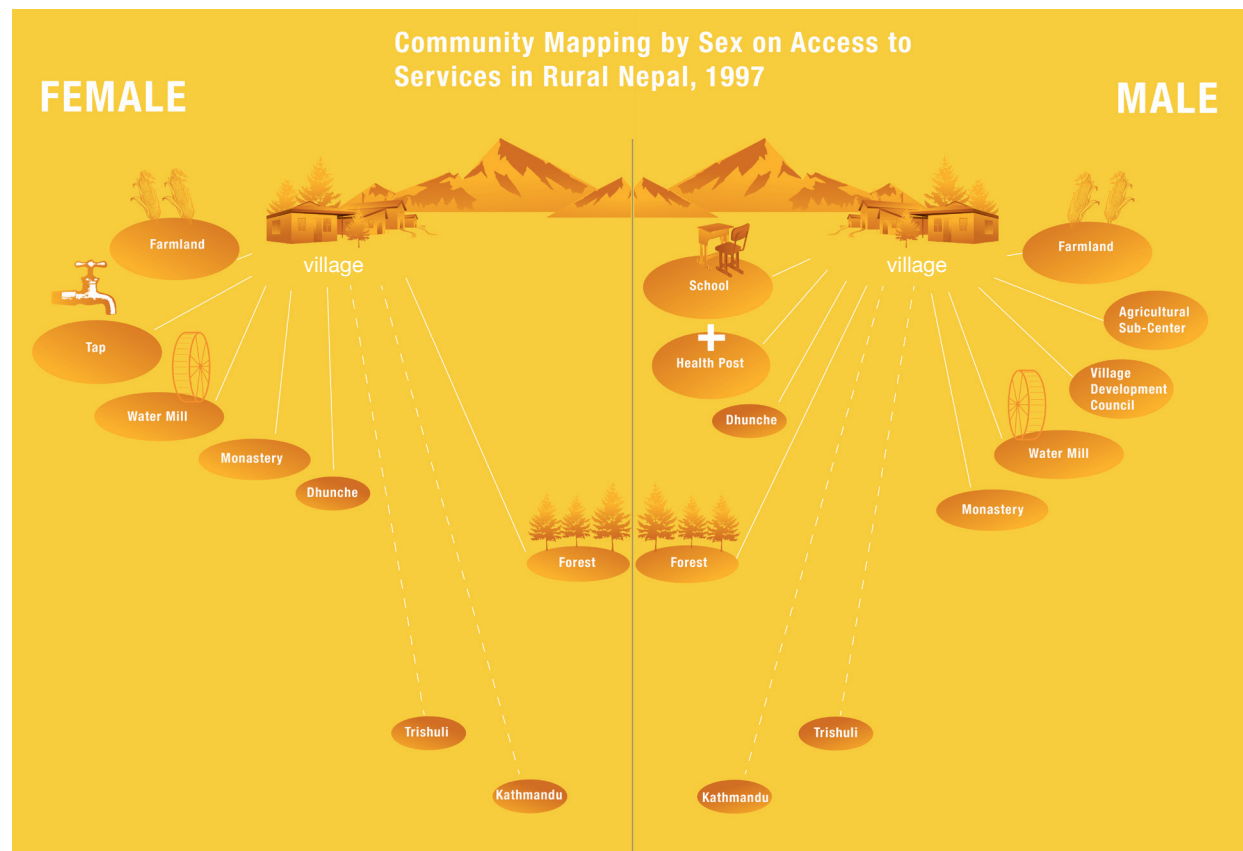 Community Mapping by Sex on Access to
Services in Rural Nepal, 1997
FEMALE
village
Farmland
Tap
Water Mill
Monastery
Dhunche
Forest
Trishuli
Kathmandu
MALE
village
School
Health Post
Dhunche
Forest
Farmland
Agricultural
Sub-Center
Village
Development
Council
Water Mill
Monastery
Trishuli
Kathmandu